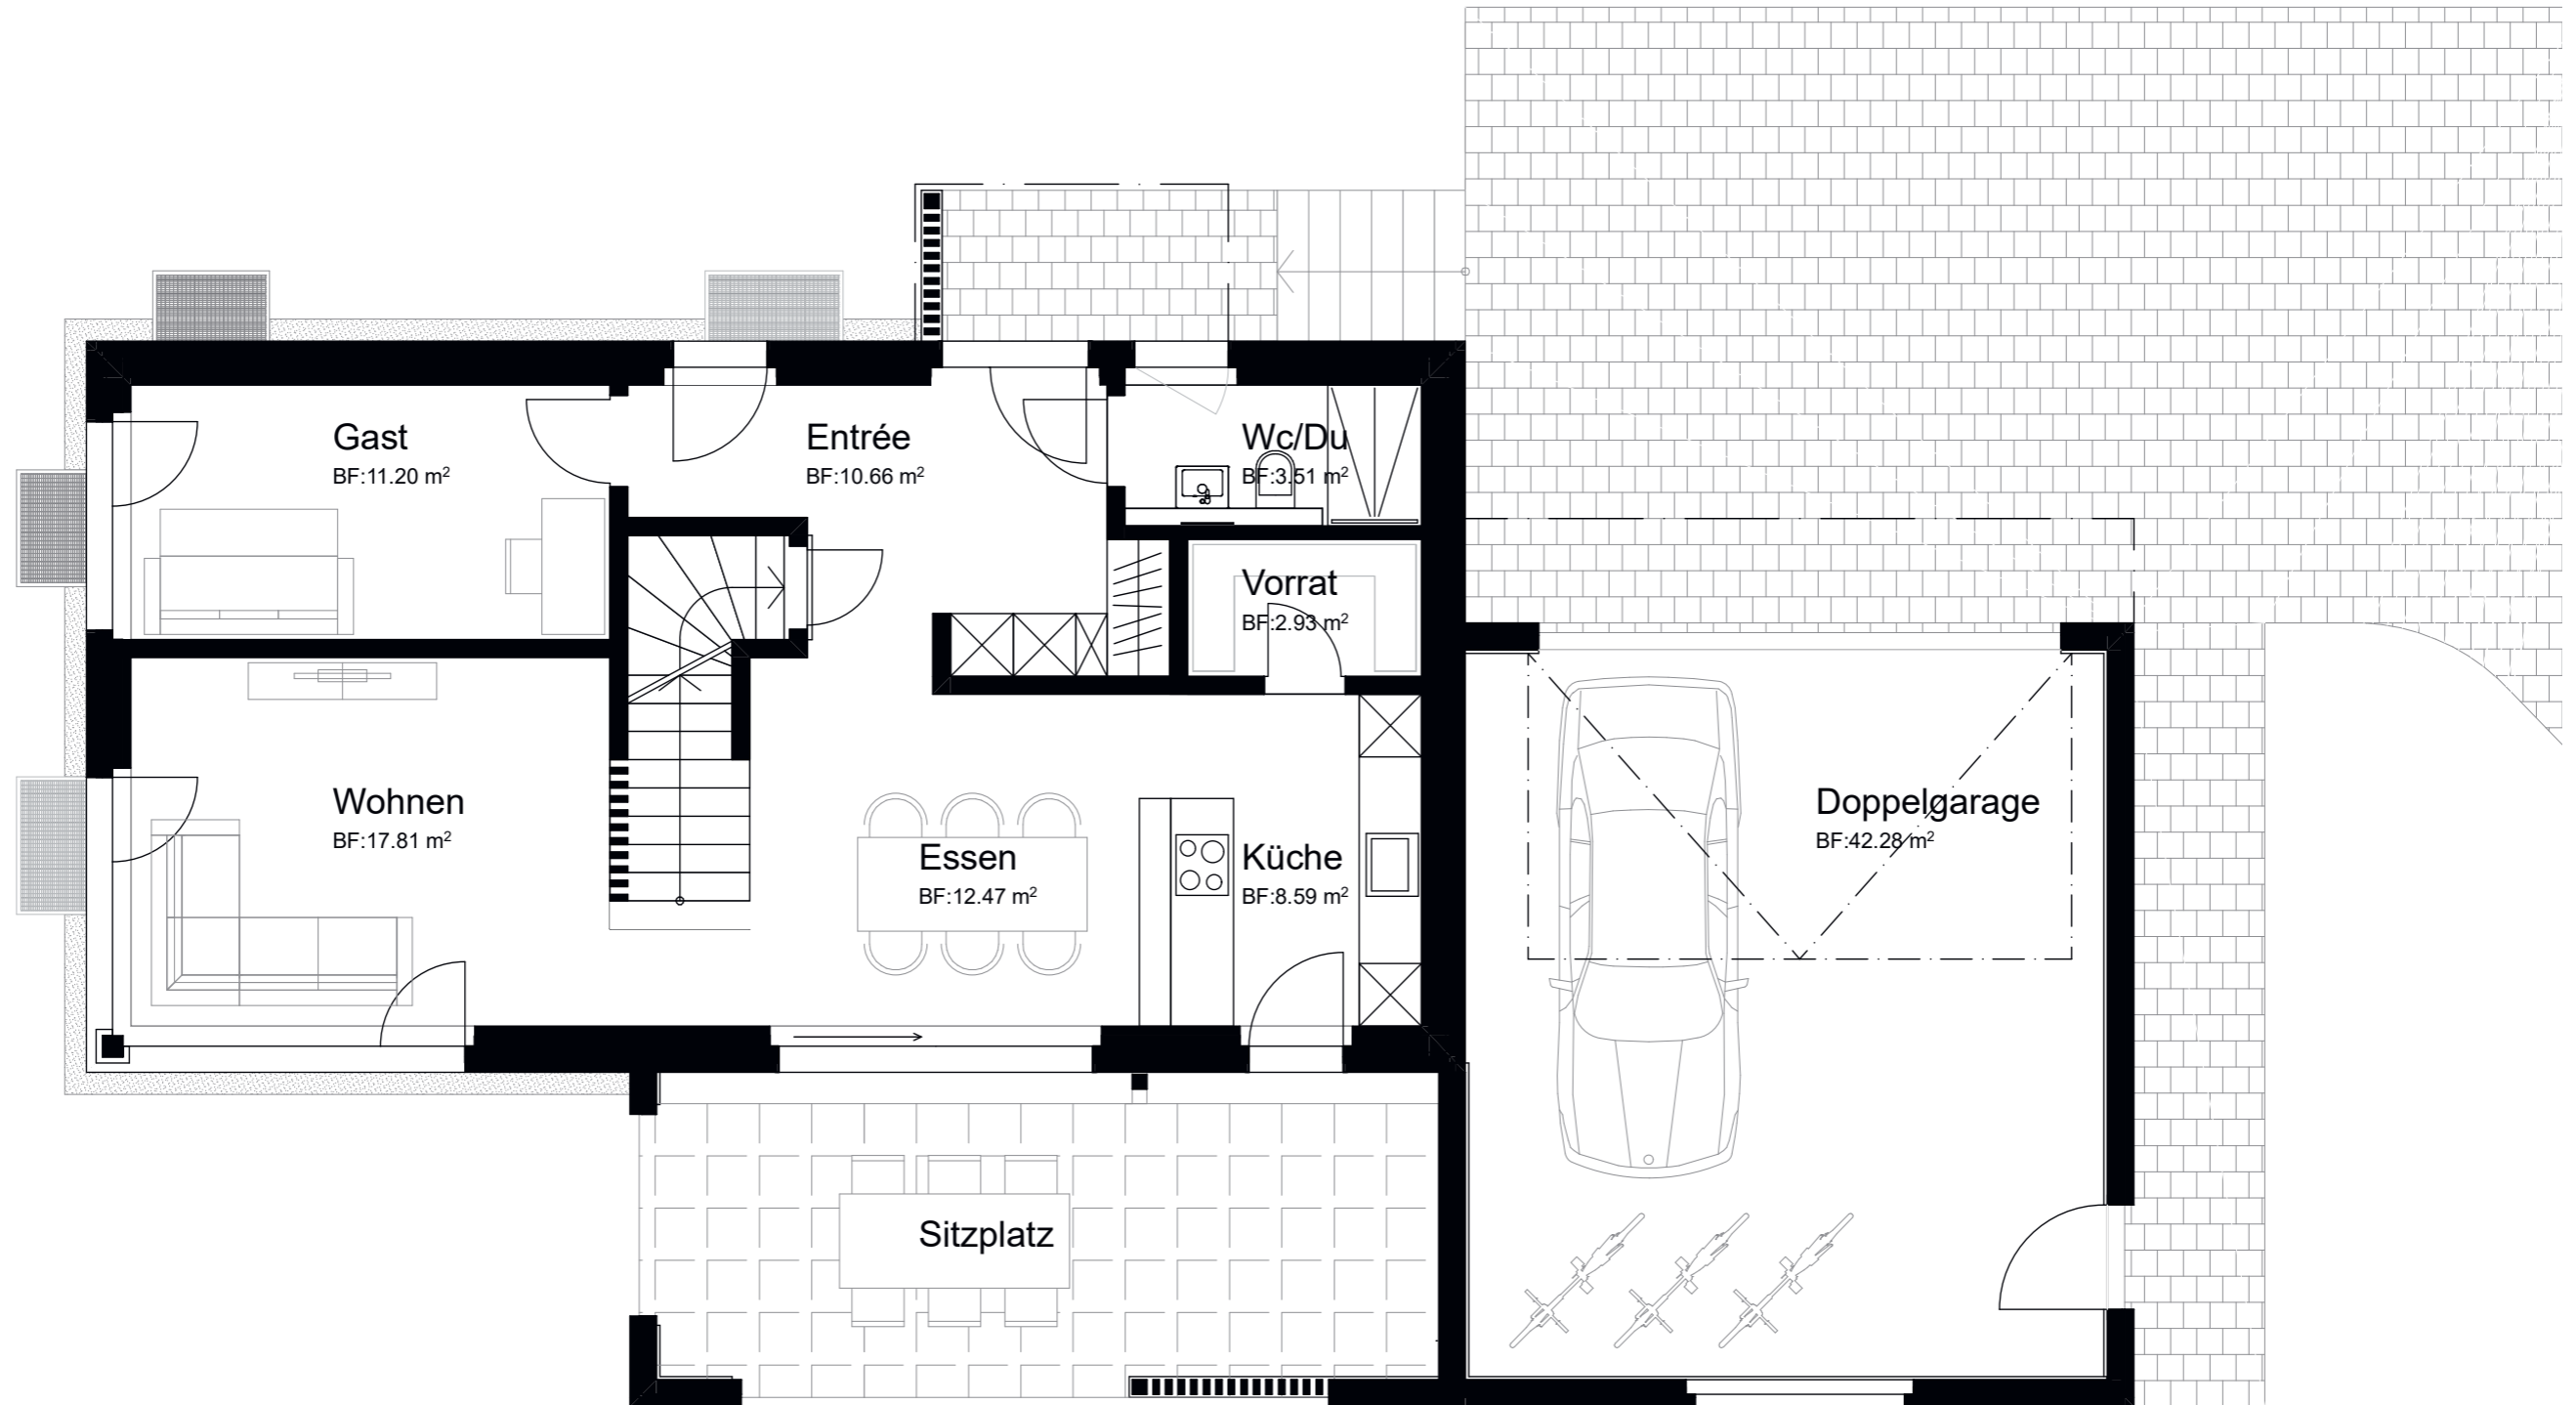 Gast
BF:11.20 m²
Entrée
BF:10.66 m²
Wc/Du
BF:3.51 m²
Vorrat
BF:2.93 m²
Wohnen
BF:17.81 m²
Essen
BF:12.47 m²
Küche
BF:8.59 m²
Doppelgarage
BF:42.28 m²
Sitzplatz